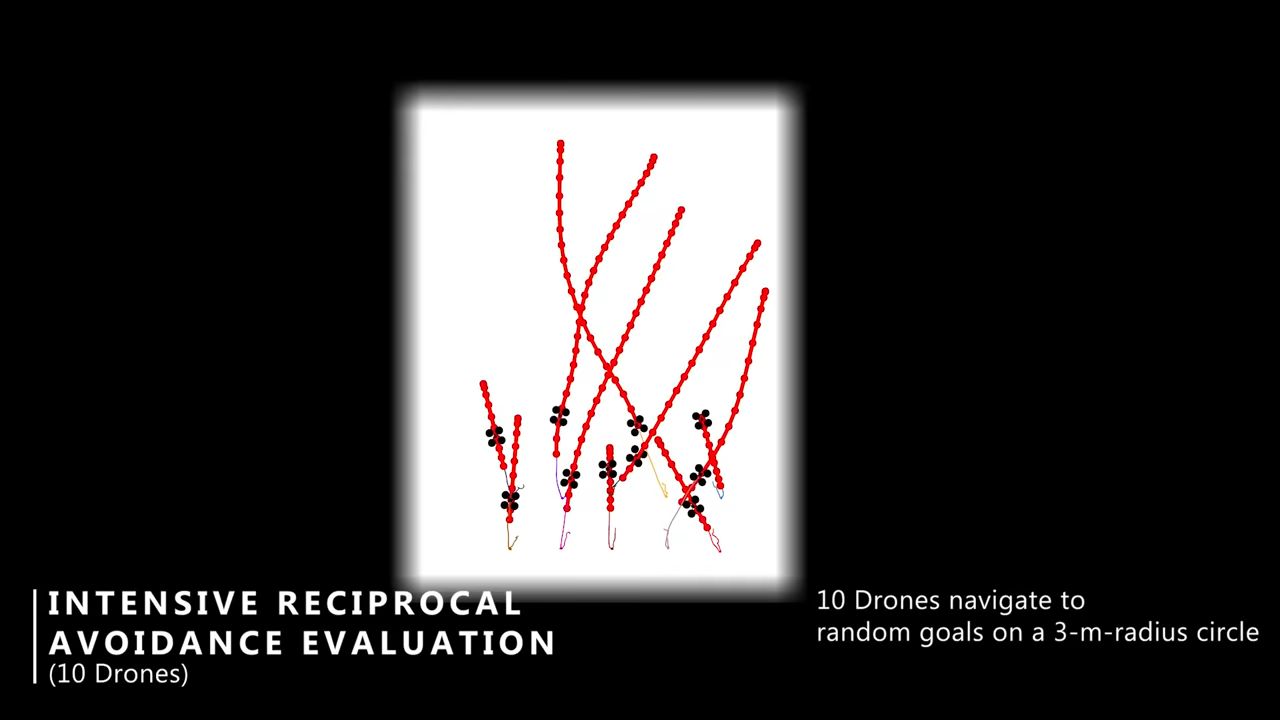 INTENSIVE RECIPROCAL
AVOIDANCE EVALUATION
(10 Drones)
10 Drones navigate to
random goals on a 3-m-radius circle